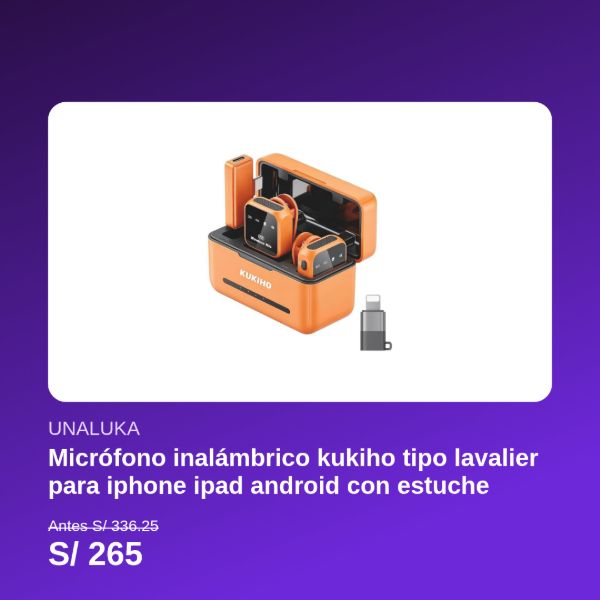 KUKIHO
UNALUKA
Micrófono inalámbrico kukiho tipo lavalier
para iphone ipad android con estuche
Antes S/ 336.25
S/ 265